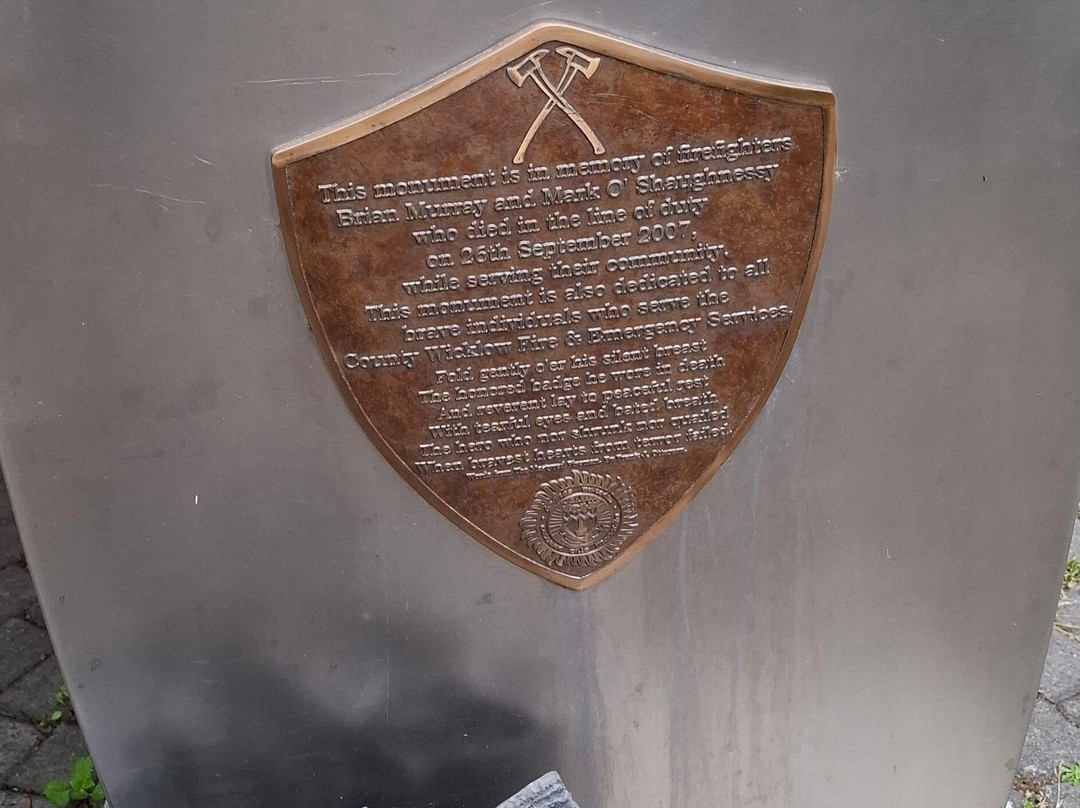 This monument is in memory of firefighters
Brian Murray and Mark O' Shaughnessy
who died in the line of duty
on 26th September 2007,
while serving their community.
This monument is also dedicated to all
brave individuals who serve the
County Wicklow Fire & Emergency Services
Fold gently o'er his silent breast
The honored badge he wore in death
And reverent lay to peaceful rest
With tearful eyes and bated breath
The hero who nor shrunk nor quailed
When bravest hearts from terror failed